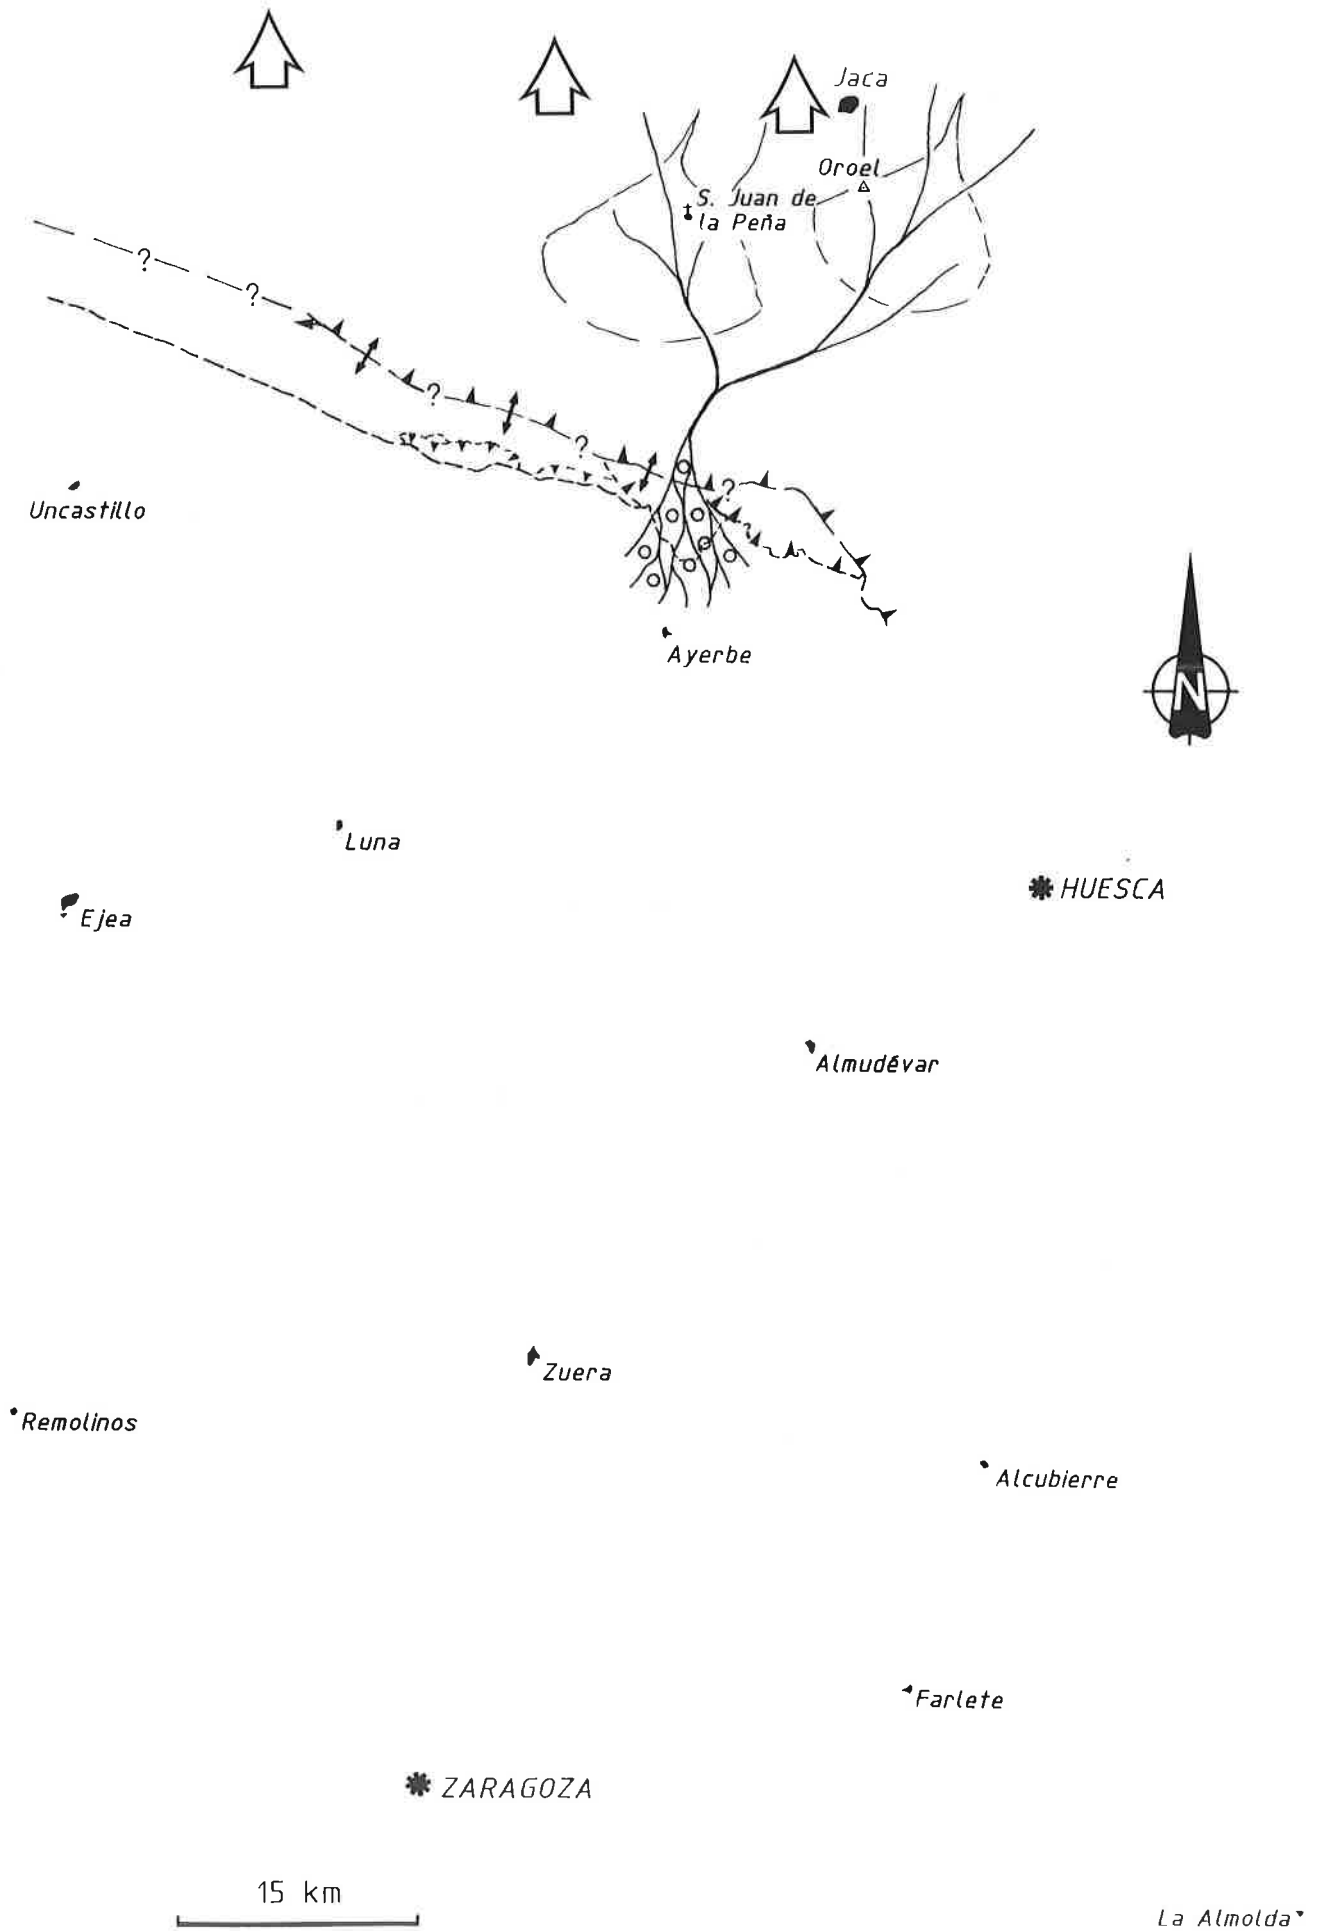 Jaca
Oroel
S. Juan de
la Peña
?
?
?
?
?
Uncastillo
Ayerbe
N
Luna
HUESCA
Ejea
Almudévar
Zuera
Remolinos
Alcubierre
Farlete
ZARAGOZA
15 km
La Almolda